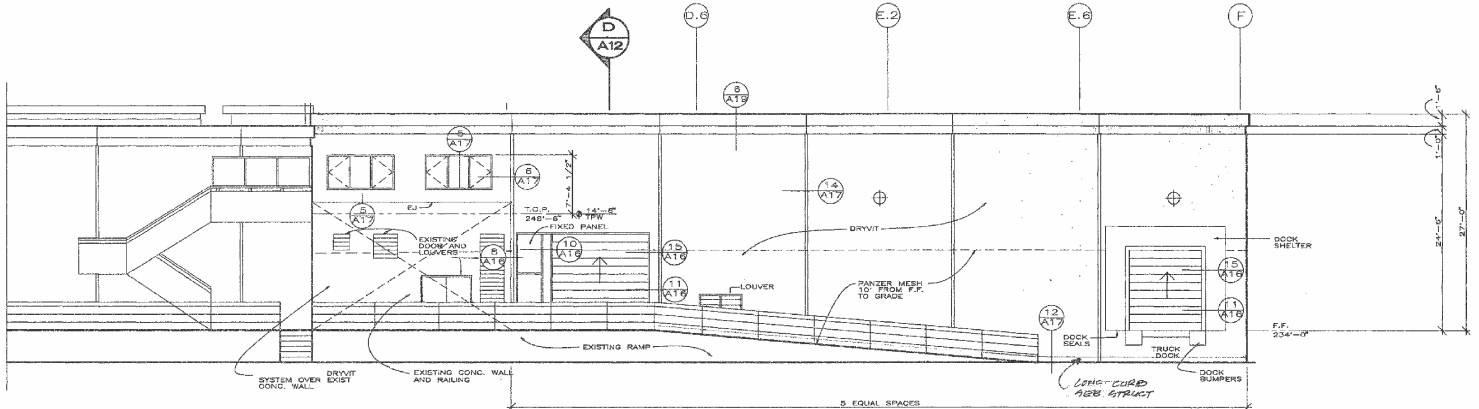 D
A12
D.6
E.2
E.6
F
6
A19
5
A17
6
A17
7'-4 1/2"
14
A17
5
A17
EJ
T.O.P.
248'-6"
14'-6"
TPW
FIXED PANEL
EXISTING
DOOR AND
LOUVERS
8
A16
10
A16
15
A16
11
A16
DRYVIT
LOUVER
PANZER MESH
10' FROM F.F.
TO GRADE
12
A17
DOCK
SHELTER
15
A16
11
A16
F.F.
234'-0"
1'-6"
1'-0"
24'-6"
27'-0"
DOCK
SEALS
TRUCK
DOCK
DOCK
BUMPERS
EXISTING RAMP
DRYVIT
SYSTEM OVER EXIST
CONC. WALL
EXISTING CONC. WALL
AND RAILING
CONC. CURB
SEE STRUCT
5 EQUAL SPACES